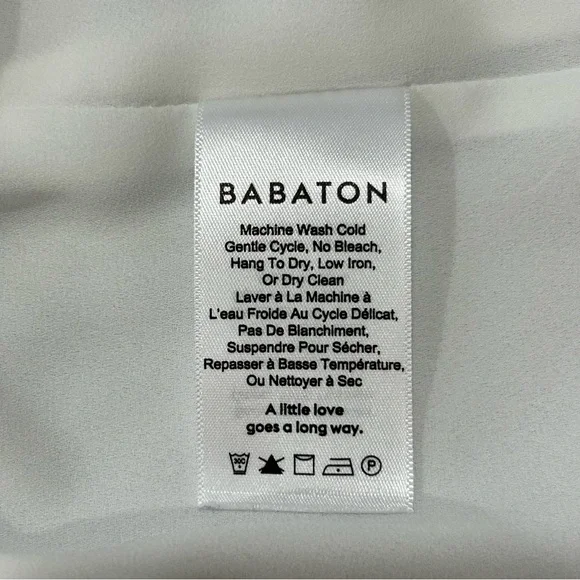 BABATON
Machine Wash Cold
Gentle Cycle, No Bleach,
Hang To Dry, Low Iron,
Or Dry Clean
Laver à La Machine à
L'eau Froide Au Cycle Délicat,
Pas De Blanchiment,
Suspendre Pour Sécher,
Repasser à Basse Température,
Ou Nettoyer à Sec
A little love
goes a long way.
30C P